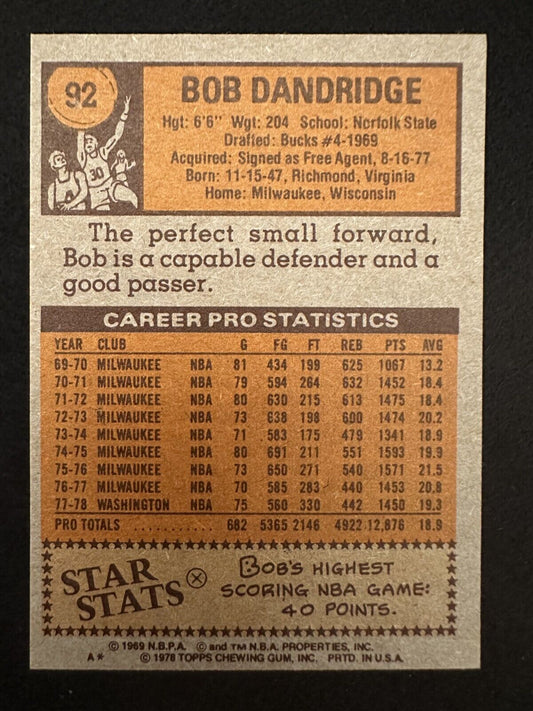 92
BOB DANDRIDGE
Hgt: 6'6" Wgt: 204 School: Norfolk State
Drafted: Bucks #4-1969
Acquired: Signed as Free Agent, 8-16-77
Born: 11-15-47, Richmond, Virginia
Home: Milwaukee, Wisconsin
30
The perfect small forward,
Bob is a capable defender and a
good passer.
CAREER PRO STATISTICS
YEAR CLUB G FG FT REB PTS AVG
69-70 MILWAUKEE NBA 81 434 199 625 1067 13.2
70-71 MILWAUKEE NBA 79 594 264 632 1452 18.4
71-72 MILWAUKEE NBA 80 630 215 613 1475 18.4
72-73 MILWAUKEE NBA 73 638 198 600 1474 20.2
73-74 MILWAUKEE NBA 71 583 175 479 1341 18.9
74-75 MILWAUKEE NBA 80 691 211 551 1593 19.9
75-76 MILWAUKEE NBA 73 650 271 540 1571 21.5
76-77 MILWAUKEE NBA 70 585 283 440 1453 20.8
77-78 WASHINGTON NBA 75 560 330 442 1450 19.3
PRO TOTALS ........... 682 5365 2146 4922 12,876 18.9
STAR STATS
BOB'S HIGHEST
SCORING NBA GAME:
40 POINTS.
© 1969 N.B.P.A. © and TM N.B.A. PROPERTIES, INC.
A* © 1978 TOPPS CHEWING GUM, INC. PRTD. IN U.S.A.